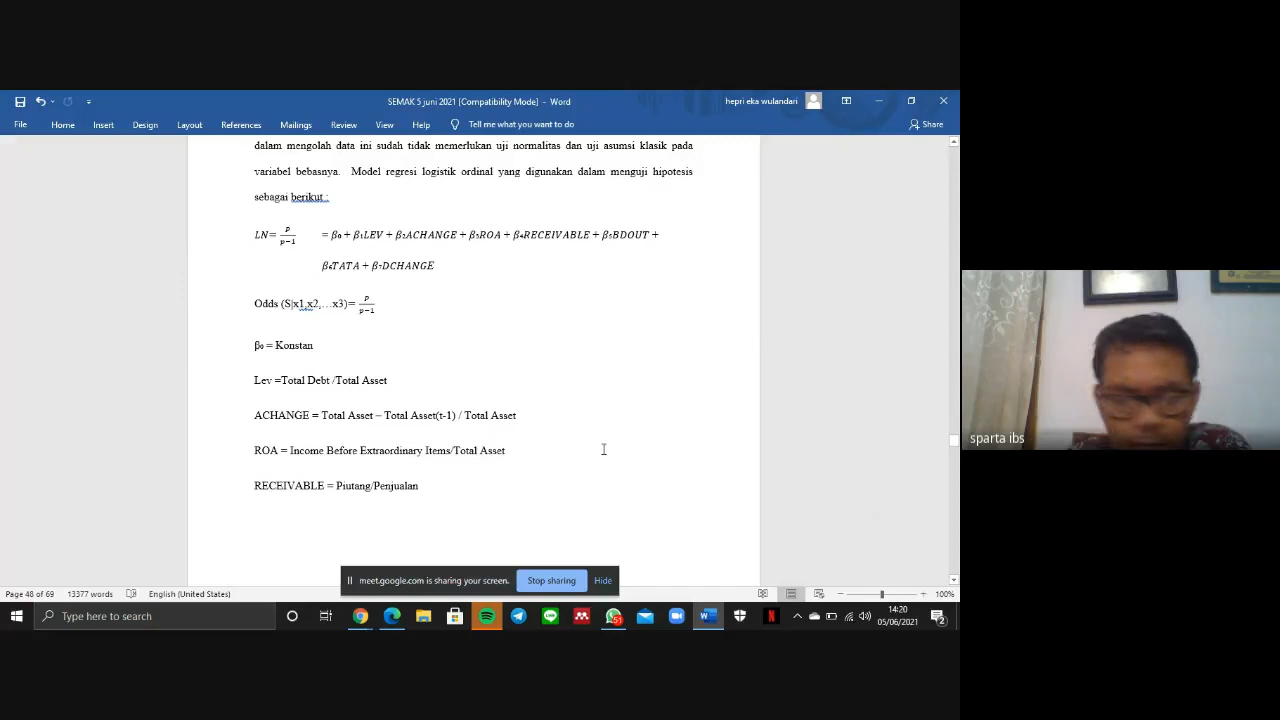 SEMAK 5 juni 2021 [Compatibility Mode] – Word
hepri eka wulandari
File Home Insert Design Layout References Mailings Review View Help Tell me what you want to do Share
dalam mengolah data ini sudah tidak memerlukan uji normalitas dan uji asumsi klasik pada
variabel bebasnya. Model regresi logistik ordinal yang digunakan dalam menguji hipotesis
sebagai berikut :
LN= p/p−1 = β₀ + β₁LEV + β₂ACHANGE + β₃ROA + β₄RECEIVABLE + β₅BDOUT +
β₆TATA + β₇DCHANGE
Odds (S|x1,x2,…x3)= p/p−1
β₀ = Konstan
Lev =Total Debt /Total Asset
ACHANGE = Total Asset – Total Asset(t-1) / Total Asset
ROA = Income Before Extraordinary Items/Total Asset
RECEIVABLE = Piutang/Penjualan
sparta ibs
meet.google.com is sharing your screen. Stop sharing Hide
Page 48 of 69 13377 words English (United States) 100%
Type here to search
51
14:20
05/06/2021
2